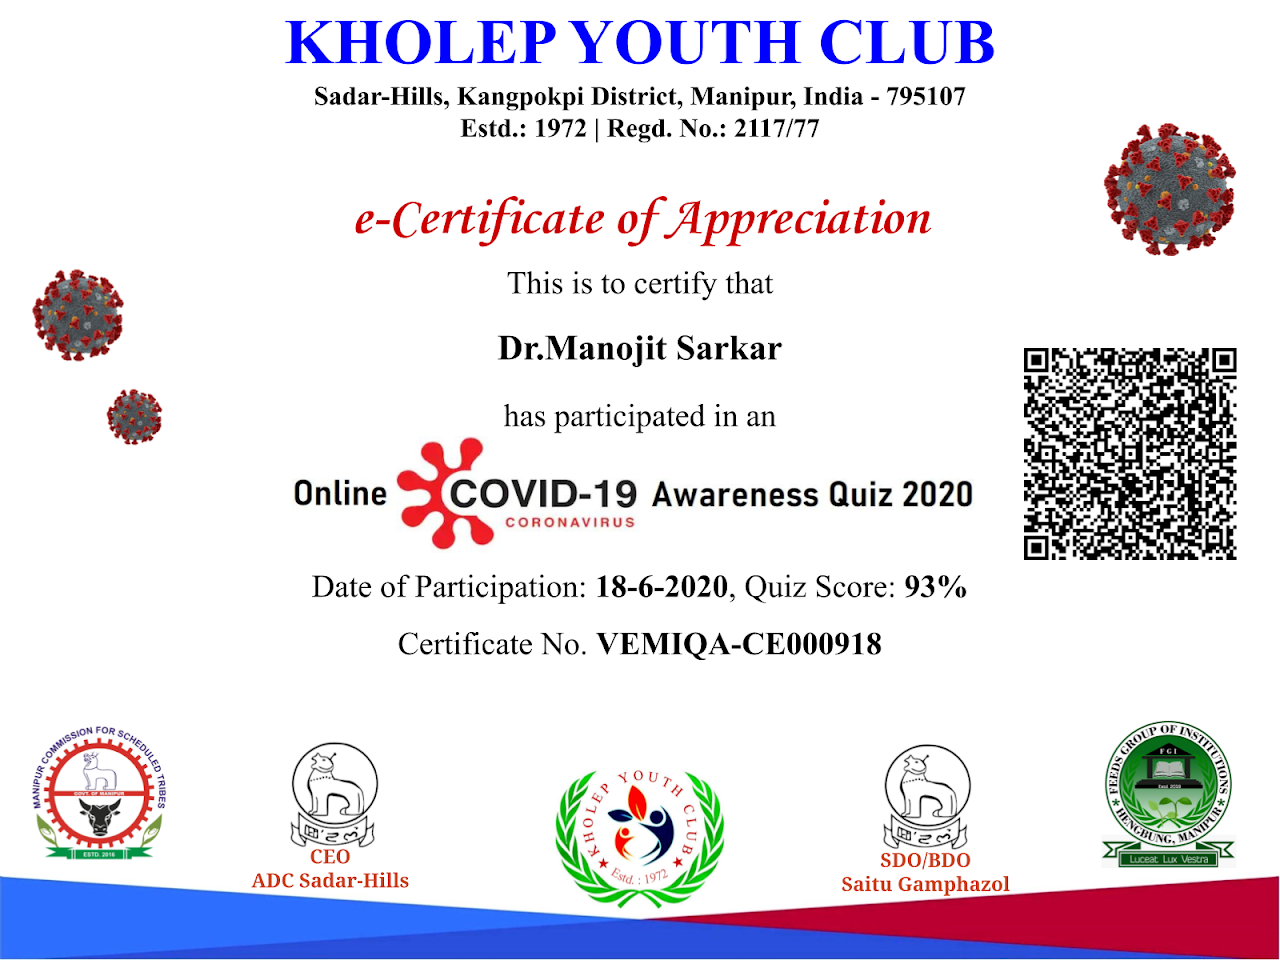 KHOLEP YOUTH CLUB
Sadar-Hills, Kangpokpi District, Manipur, India - 795107
Estd.: 1972 | Regd. No.: 2117/77
e-Certificate of Appreciation
This is to certify that
Dr.Manojit Sarkar
has participated in an
Online COVID-19 Awareness Quiz 2020
CORONAVIRUS
Date of Participation: 18-6-2020, Quiz Score: 93%
Certificate No. VEMIQA-CE000918
MANIPUR COMMISSION FOR SCHEDULED TRIBES
GOVT. OF MANIPUR
ESTD. 2016
CEO
ADC Sadar-Hills
KHOLEP YOUTH CLUB
Estd. : 1972
SDO/BDO
Saitu Gamphazol
FEEDS GROUP OF INSTITUTIONS
FGI
HENGBUNG, MANIPUR
Luceat Lux Vestra